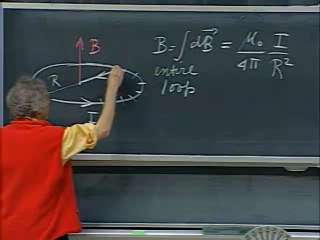 B
R
I
B = ∫ dB⃗ = μ₀/4π I/R²
entire
loop